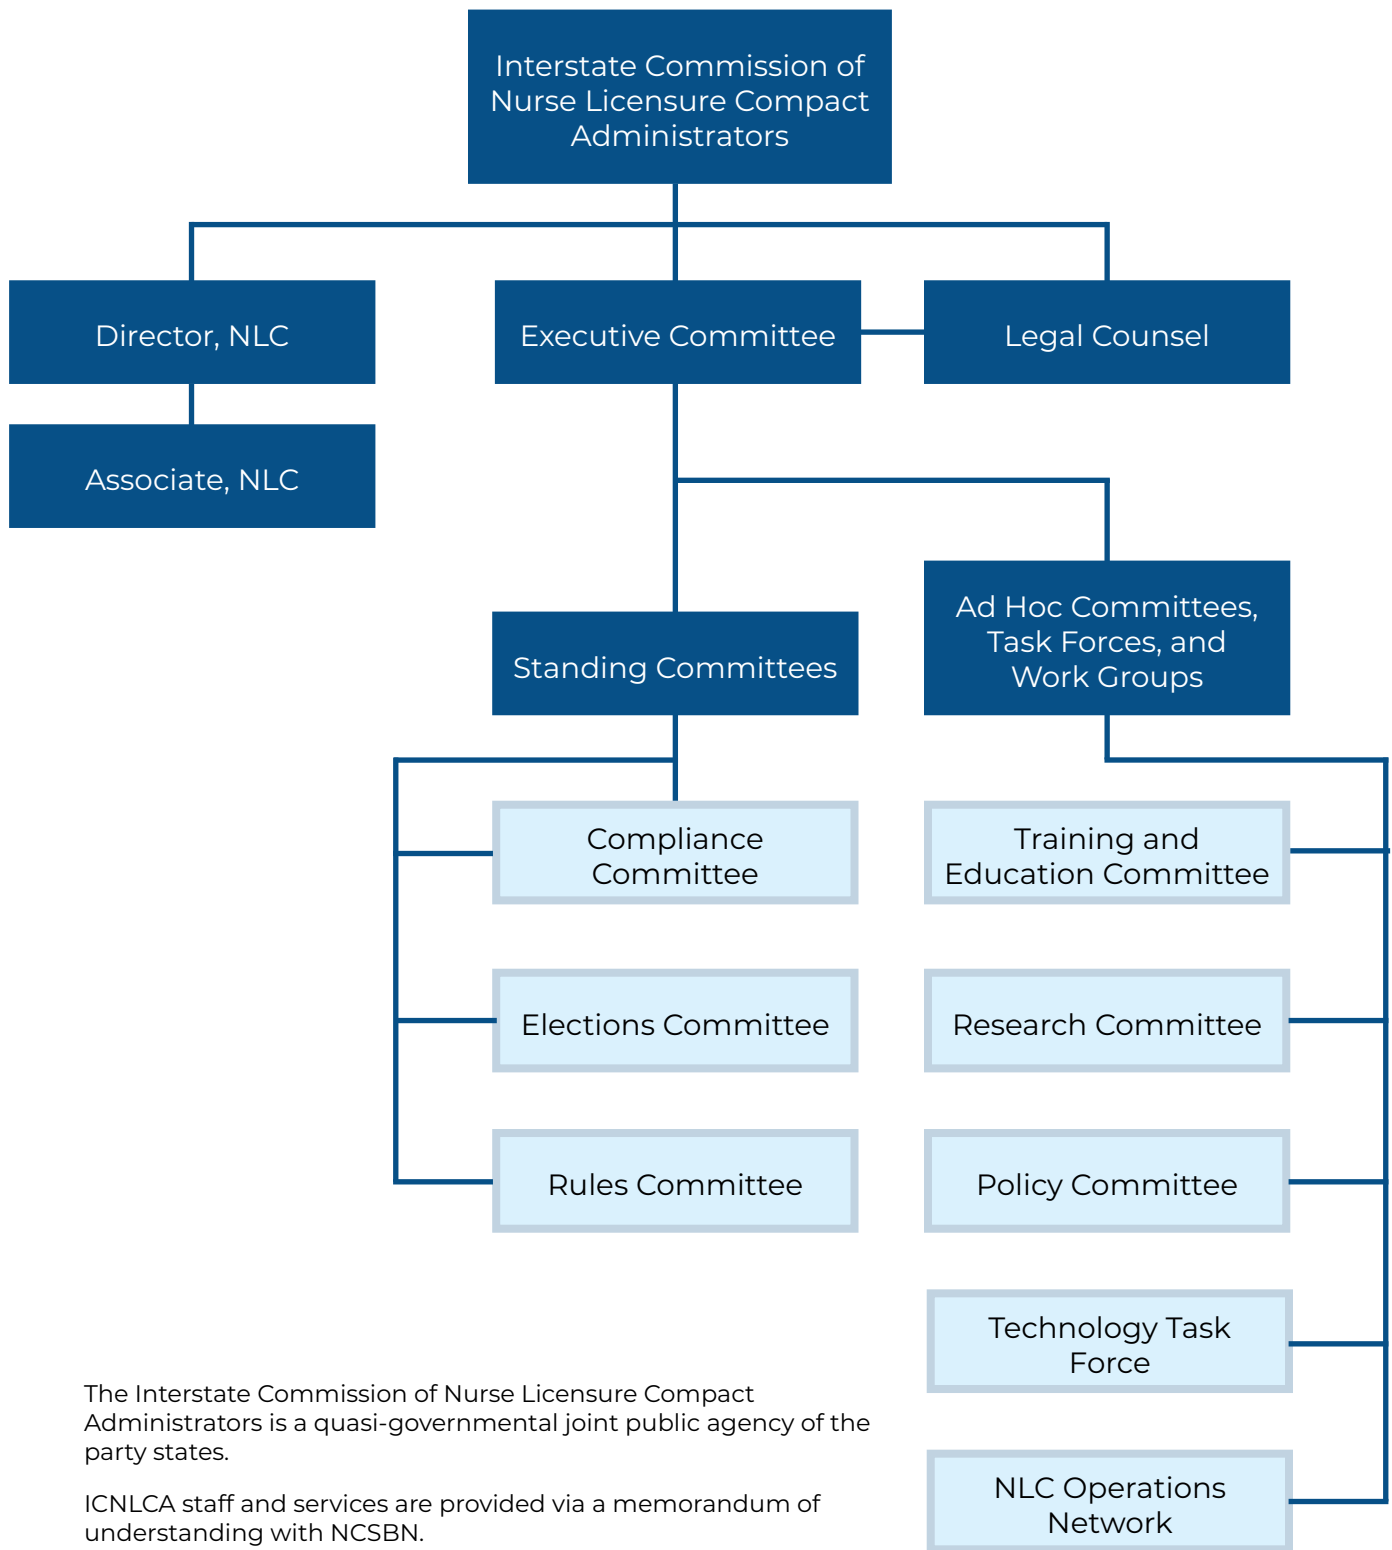 Interstate Commission of
Nurse Licensure Compact
Administrators
Director, NLC
Executive Committee
Legal Counsel
Associate, NLC
Standing Committees
Ad Hoc Committees,
Task Forces, and
Work Groups
Compliance
Committee
Training and
Education Committee
Elections Committee
Research Committee
Rules Committee
Policy Committee
Technology Task
Force
NLC Operations
Network
The Interstate Commission of Nurse Licensure Compact
Administrators is a quasi-governmental joint public agency of the
party states.
ICNLCA staff and services are provided via a memorandum of
understanding with NCSBN.